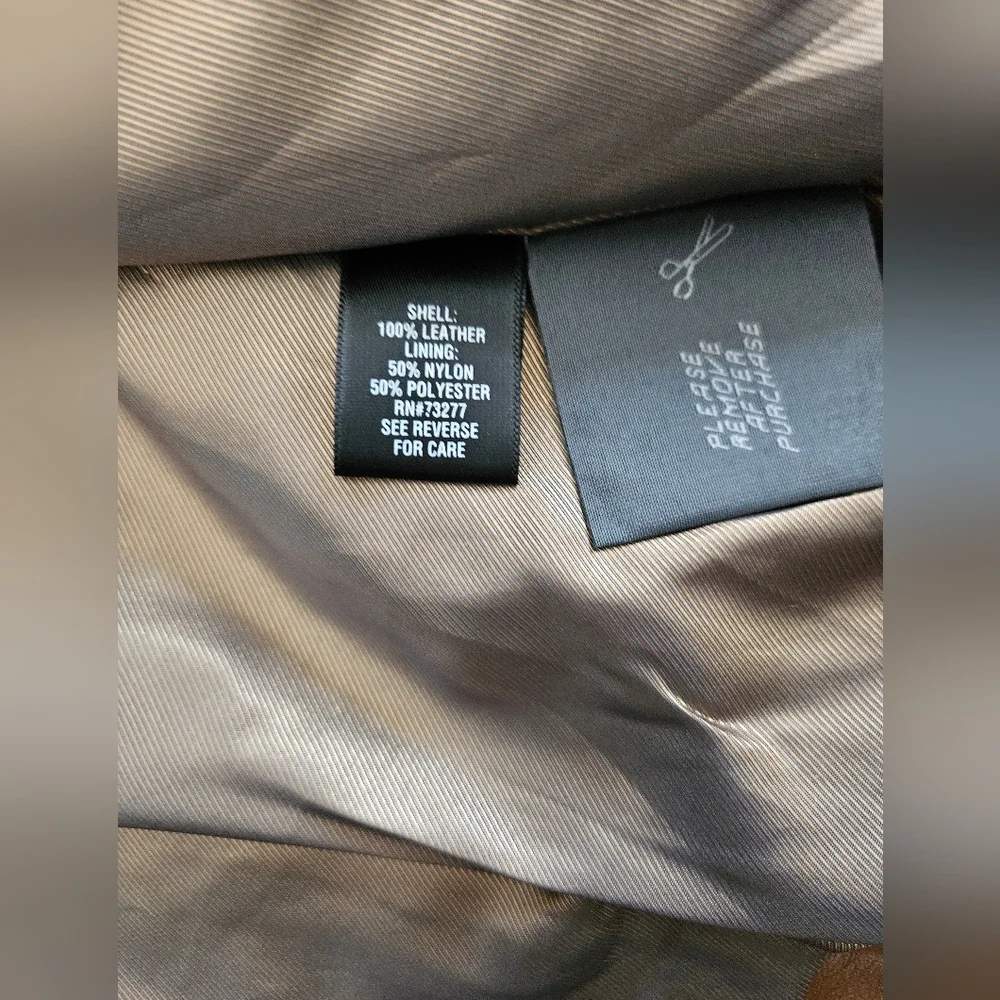 SHELL:
100% LEATHER
LINING:
50% NYLON
50% POLYESTER
RN#73277
SEE REVERSE
FOR CARE
PLEASE
REMOVE
AFTER
PURCHASE